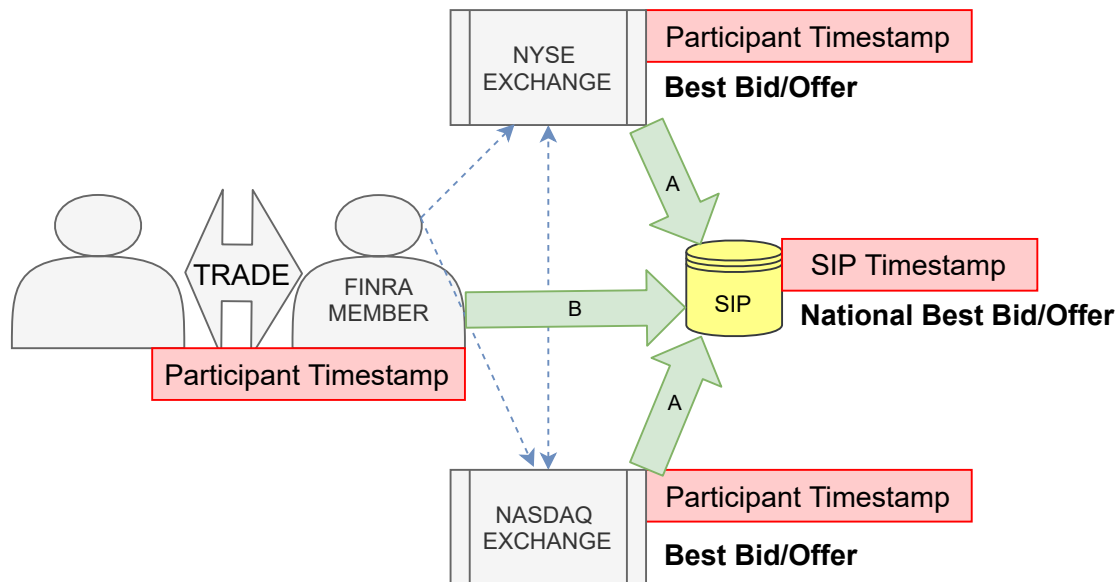 NYSE
EXCHANGE
Participant Timestamp
Best Bid/Offer
A
TRADE
FINRA
MEMBER
Participant Timestamp
B
SIP
SIP Timestamp
National Best Bid/Offer
A
NASDAQ
EXCHANGE
Participant Timestamp
Best Bid/Offer